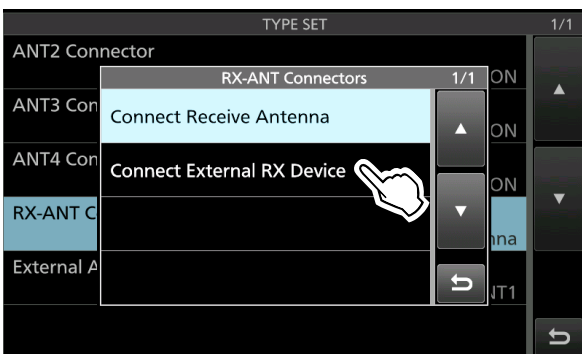 TYPE SET 1/1
ANT2 Connector
ON
RX-ANT Connectors 1/1
ANT3 Con
ON
Connect Receive Antenna
ANT4 Con
ON
Connect External RX Device
RX-ANT C
nna
External A
NT1